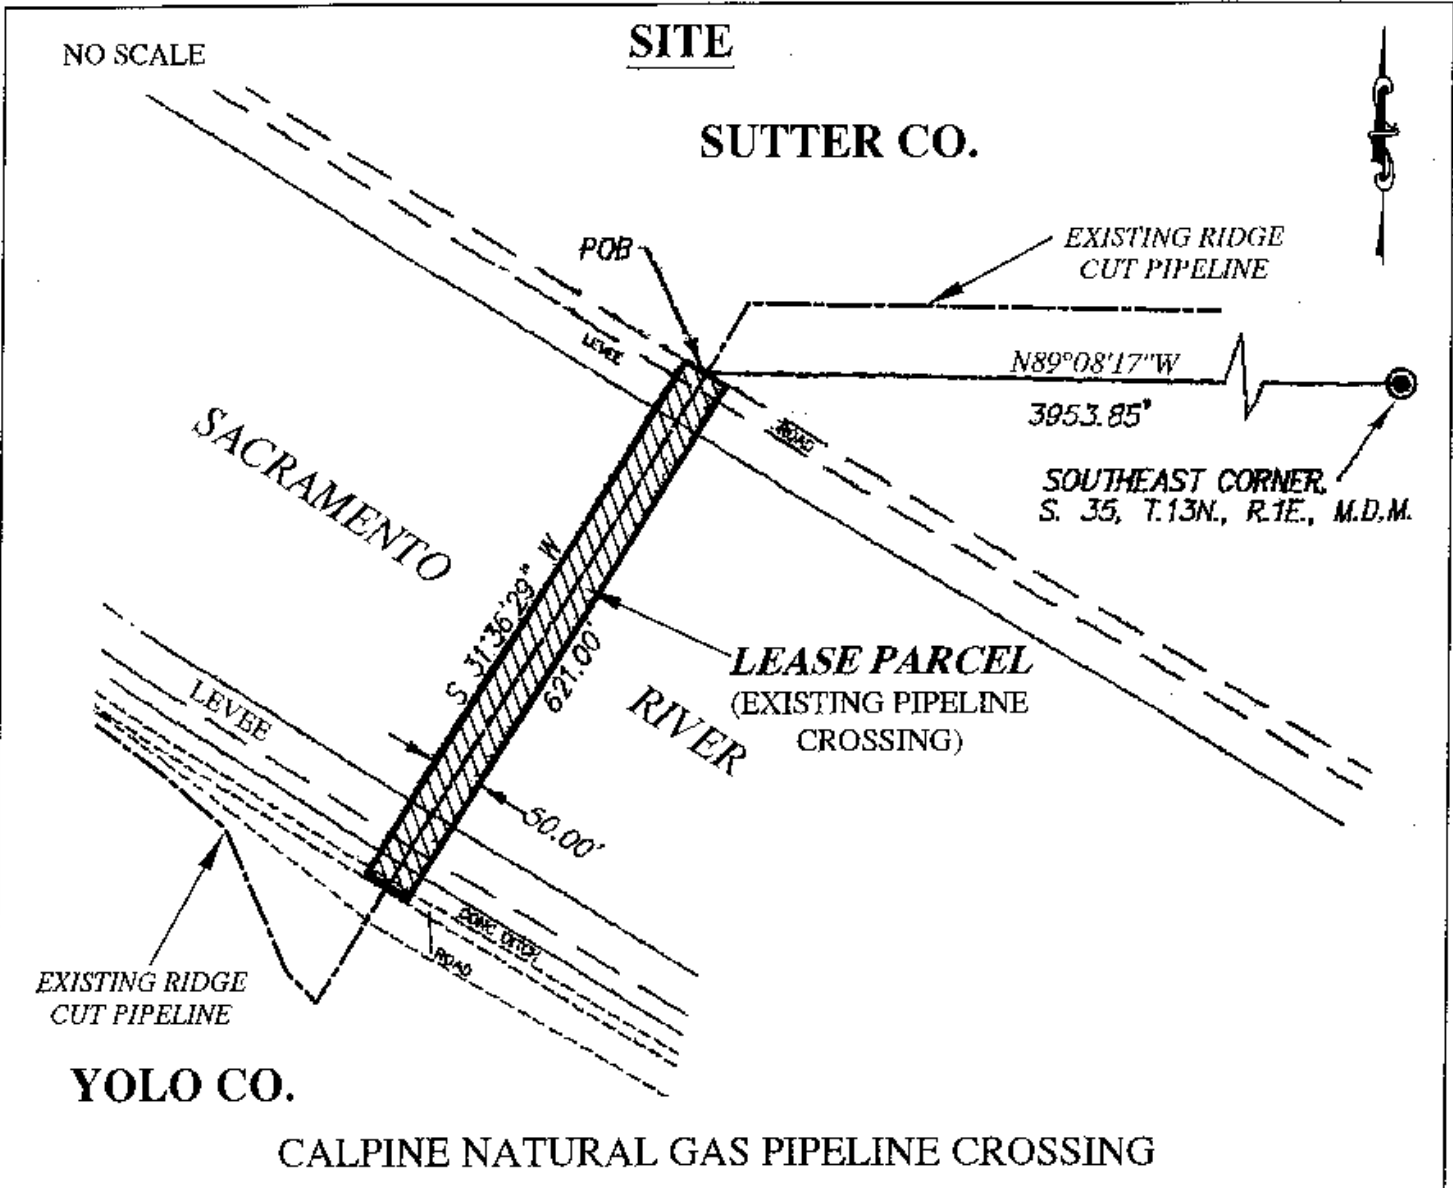 NO SCALE
SITE
SUTTER CO.
POB
EXISTING RIDGE
CUT PIPELINE
LEVEE
N89°08'17"W
3953.85'
ROAD
SOUTHEAST CORNER,
S. 35, T.13N., R.1E., M.D.M.
SACRAMENTO
S 31°36'29" W
621.00'
LEASE PARCEL
(EXISTING PIPELINE
CROSSING)
RIVER
LEVEE
50.00'
CONC DITCH
ROAD
EXISTING RIDGE
CUT PIPELINE
YOLO CO.
CALPINE NATURAL GAS PIPELINE CROSSING